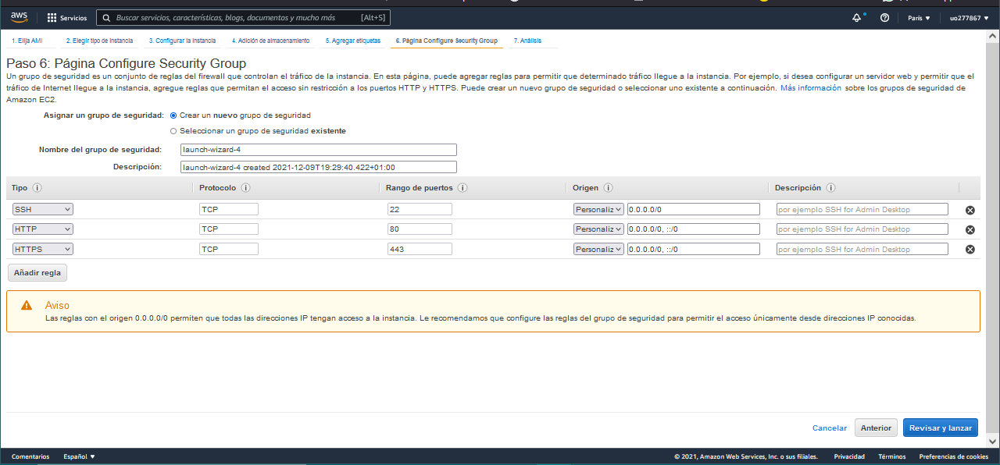 aws Servicios Buscar servicios, características, blogs, documentos y mucho más [Alt+S] París uo277867
1. Elija AMI 2. Elegir tipo de instancia 3. Configurar la instancia 4. Adición de almacenamiento 5. Agregar etiquetas 6. Página Configure Security Group 7. Análisis
Paso 6: Página Configure Security Group
Un grupo de seguridad es un conjunto de reglas del firewall que controlan el tráfico de la instancia. En esta página, puede agregar reglas para permitir que determinado tráfico llegue a la instancia. Por ejemplo, si desea configurar un servidor web y permitir que el
tráfico de Internet llegue a la instancia, agregue reglas que permitan el acceso sin restricción a los puertos HTTP y HTTPS. Puede crear un nuevo grupo de seguridad o seleccionar uno existente a continuación. Más información sobre los grupos de seguridad de
Amazon EC2.
Asignar un grupo de seguridad: Crear un nuevo grupo de seguridad
Seleccionar un grupo de seguridad existente
Nombre del grupo de seguridad: launch-wizard-4
Descripción: launch-wizard-4 created 2021-12-09T19:29:40.422+01:00
Tipo Protocolo Rango de puertos Origen Descripción
SSH TCP 22 Personaliz 0.0.0.0/0 por ejemplo SSH for Admin Desktop
HTTP TCP 80 Personaliz 0.0.0.0/0, ::/0 por ejemplo SSH for Admin Desktop
HTTPS TCP 443 Personaliz 0.0.0.0/0, ::/0 por ejemplo SSH for Admin Desktop
Añadir regla
Aviso
Las reglas con el origen 0.0.0.0/0 permiten que todas las direcciones IP tengan acceso a la instancia. Le recomendamos que configure las reglas del grupo de seguridad para permitir el acceso únicamente desde direcciones IP conocidas.
Cancelar Anterior Revisar y lanzar
Comentarios Español © 2021, Amazon Web Services, Inc. o sus filiales. Privacidad Términos Preferencias de cookies